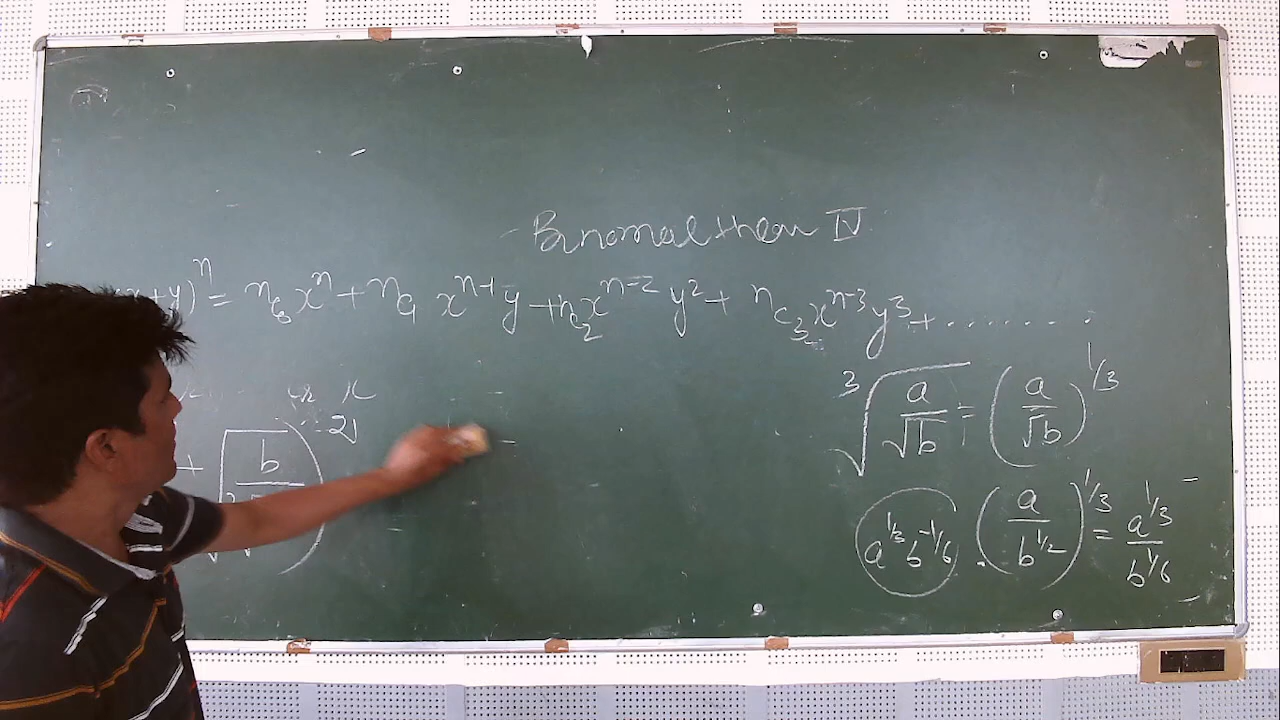 Binomial theor IV
(x+y)ⁿ = ⁿC₀ xⁿ + ⁿC₁ xⁿ⁻¹ y + ⁿC₂ xⁿ⁻² y² + ⁿC₃ xⁿ⁻³ y³ + ........
∛(a/√b) = (a/√b)^1/3
21
+ √(b/
a^1/3 b^-1/6 . (a/b^1/2)^1/3 = a^1/3/b^1/6